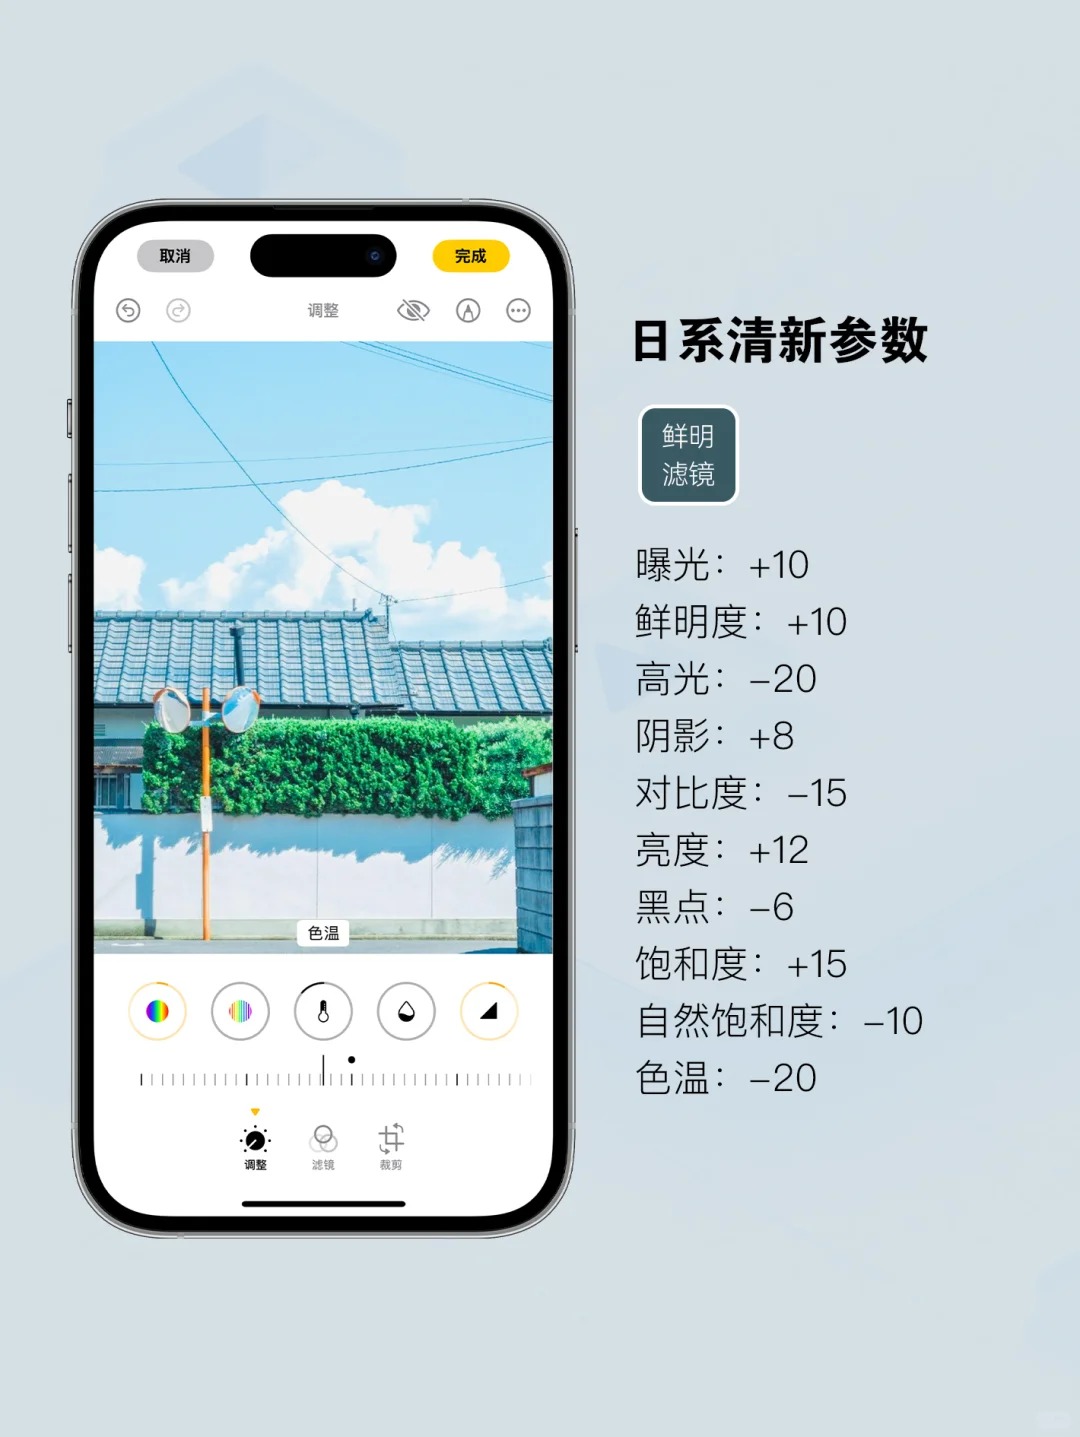 取消
完成
调整
色温
调整
滤镜
裁剪
日系清新参数
鲜明
滤镜
曝光：+10
鲜明度：+10
高光：-20
阴影：+8
对比度：-15
亮度：+12
黑点：-6
饱和度：+15
自然饱和度：-10
色温：-20